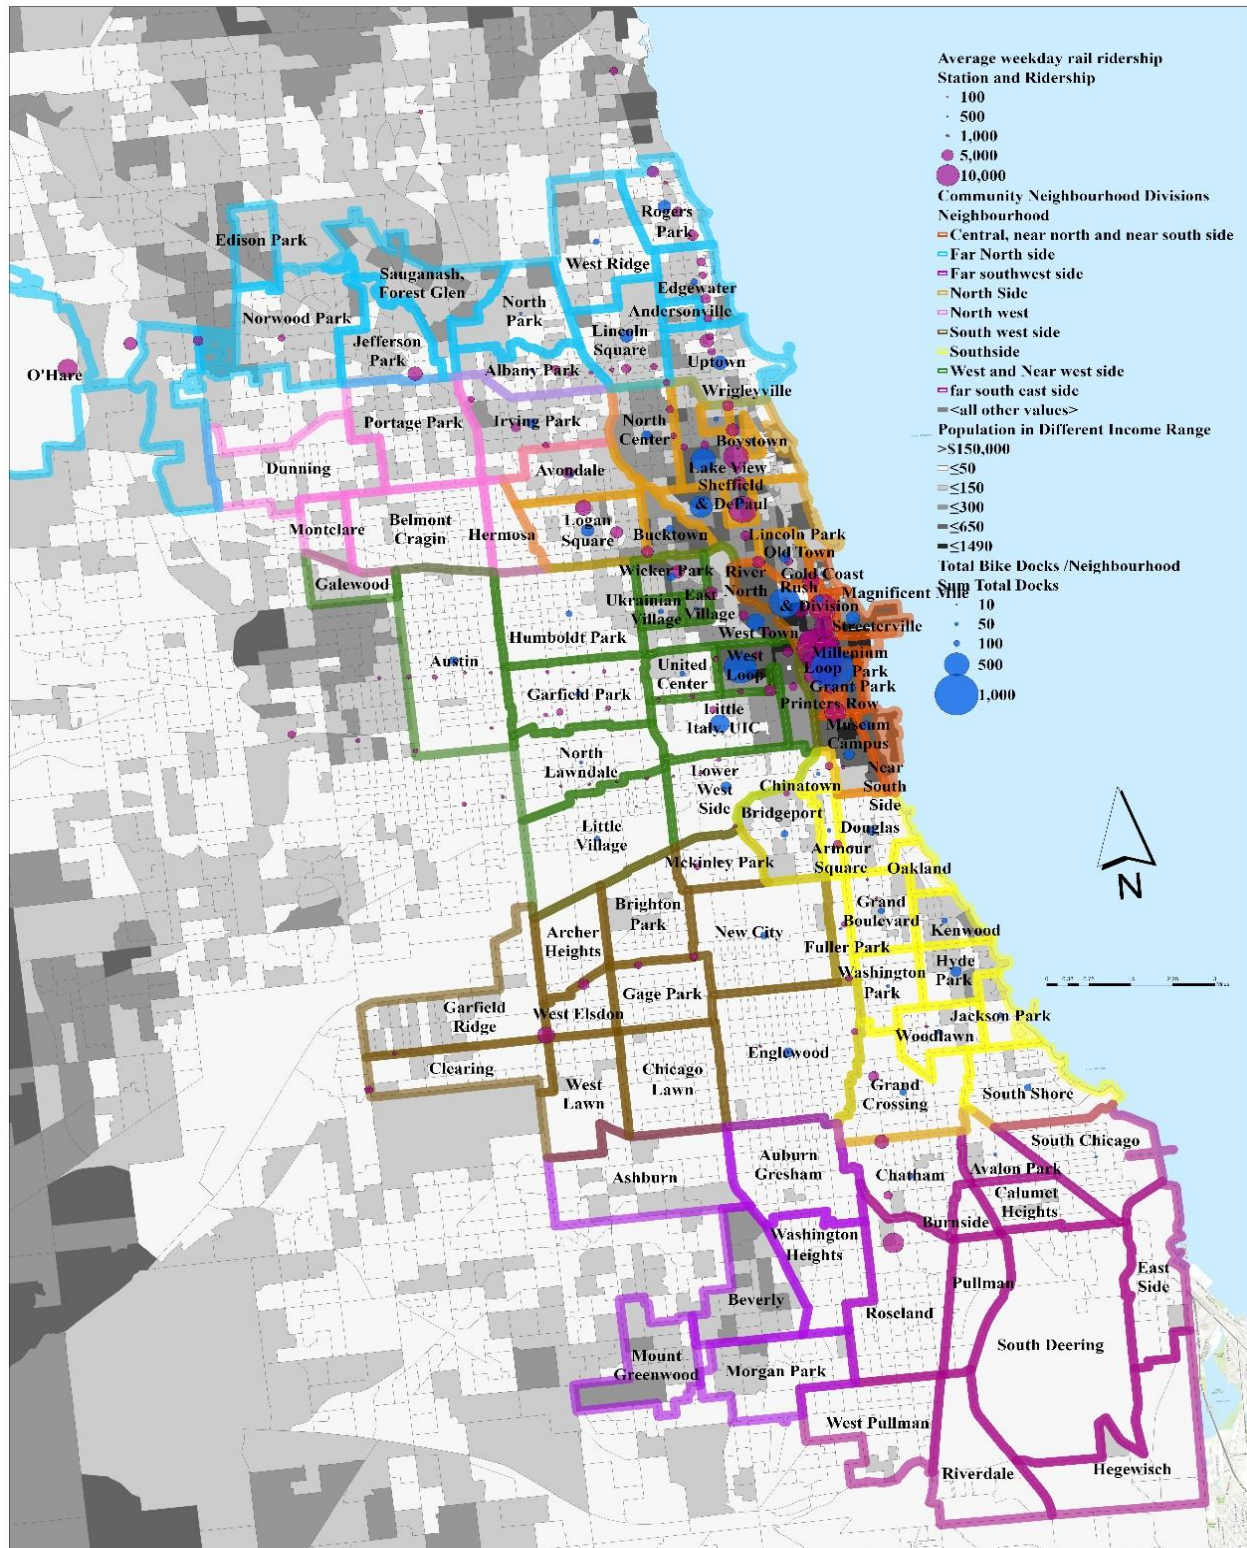 Average weekday rail ridership
Station and Ridership
100
500
1,000
5,000
10,000
Community Neighbourhood Divisions
Neighbourhood
Central, near north and near south side
Far North side
Far southwest side
North Side
North west
South west side
Southside
West and Near west side
far south cast side
<all other values>
Population in Different Income Range
>$150,000
≤50
≤150
≤300
≤650
≤1490
Total Bike Docks /Neighbourhood
Sum Total Docks
10
50
100
500
1,000
Rogers
Park
Edison Park
West Ridge
Sauganash,
Forest Glen
Edgewater
North
Park
Andersonville
Norwood Park
Lincoln
Square
Jefferson
Park
Uptown
O'Hare
Albany Park
Wrigleyville
Portage Park
Irving Park
North
Center
Boystown
Dunning
Avondale
Lake View
Sheffield
& DePaul
Montclare
Belmont
Cragin
Hermosa
Logan
Square
Bucktown
Lincoln Park
Old Town
Galewood
Wicker Park
River
North
Gold Coast
Rush
& Division
Magnificent Mile
Ukrainian
Village
East
Village
Streeterville
Humboldt Park
West Town
Austin
United
Center
West
Loop
Millenium
Park
Loop
Garfield Park
Grant Park
Printers Row
Little
Italy, UIC
Museum
Campus
North
Lawndale
Lower
West
Side
Chinatown
Near
South
Side
Bridgeport
Little
Village
Douglas
Armour
Square
Mckinley Park
Oakland
Brighton
Park
Grand
Boulevard
Archer
Heights
New City
Kenwood
Fuller Park
Hyde
Park
Washington
Park
N
Gage Park
Garfield
Ridge
West Elsdon
Jackson Park
Woodlawn
Clearing
Chicago
Lawn
Englewood
West
Lawn
Grand
Crossing
South Shore
South Chicago
Auburn
Gresham
Ashburn
Chatham
Avalon Park
Calumet
Heights
Burnside
Washington
Heights
East
Side
Pullman
Beverly
Roseland
South Deering
Mount
Greenwood
Morgan Park
West Pullman
Riverdale
Hegewisch